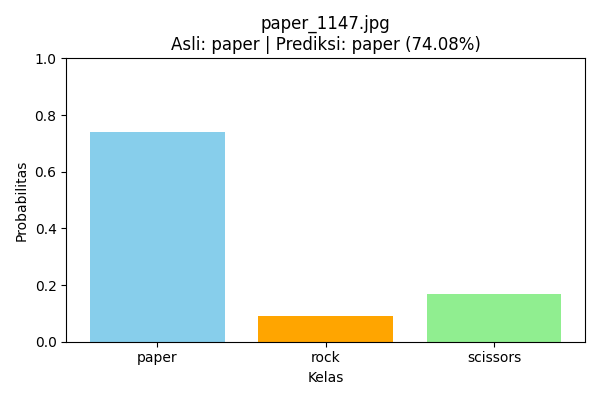 paper_1147.jpg
Asli: paper | Prediksi: paper (74.08%)
1.0
0.8
0.6
0.4
0.2
0.0
Probabilitas
paper rock scissors
Kelas